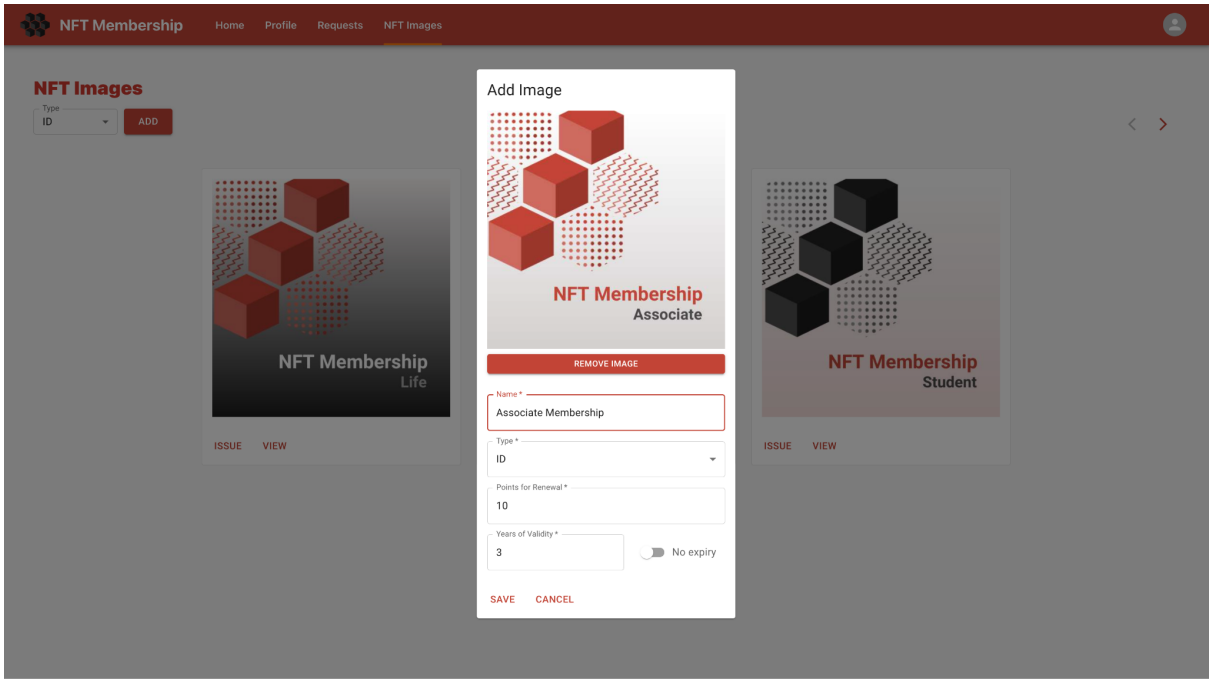 NFT Membership Home Profile Requests NFT Images
NFT Images
Type
ID
ADD
NFT Membership
Life
ISSUE VIEW
Add Image
NFT Membership
Associate
REMOVE IMAGE
Name *
Associate Membership
Type *
ID
Points for Renewal *
10
Years of Validity *
3
No expiry
SAVE CANCEL
NFT Membership
Student
ISSUE VIEW